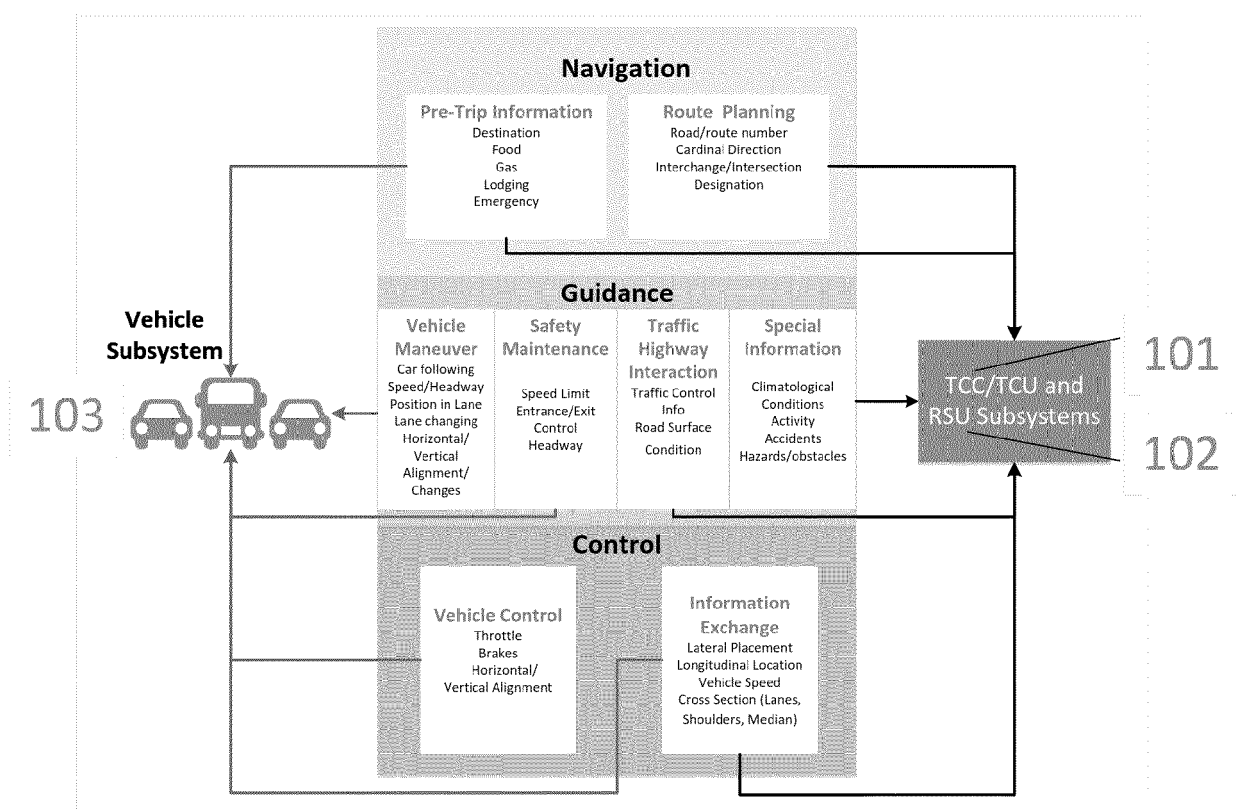 Navigation
Pre-Trip Information
Destination
Food
Gas
Lodging
Emergency
Route Planning
Road/route number
Cardinal Direction
Interchange/Intersection
Designation
Guidance
Vehicle
Maneuver
Car following
Speed/Headway
Position in Lane
Lane changing
Horizontal/
Vertical
Alignment/
Changes
Safety
Maintenance
Speed Limit
Entrance/Exit
Control
Headway
Traffic
Highway
Interaction
Traffic Control
Info
Road Surface
Condition
Special
Information
Climatological
Conditions
Activity
Accidents
Hazards/obstacles
Vehicle
Subsystem
103
TCC/TCU and
RSU Subsystems
101
102
Control
Vehicle Control
Throttle
Brakes
Horizontal/
Vertical Alignment
Information
Exchange
Lateral Placement
Longitudinal Location
Vehicle Speed
Cross Section (Lanes,
Shoulders, Median)